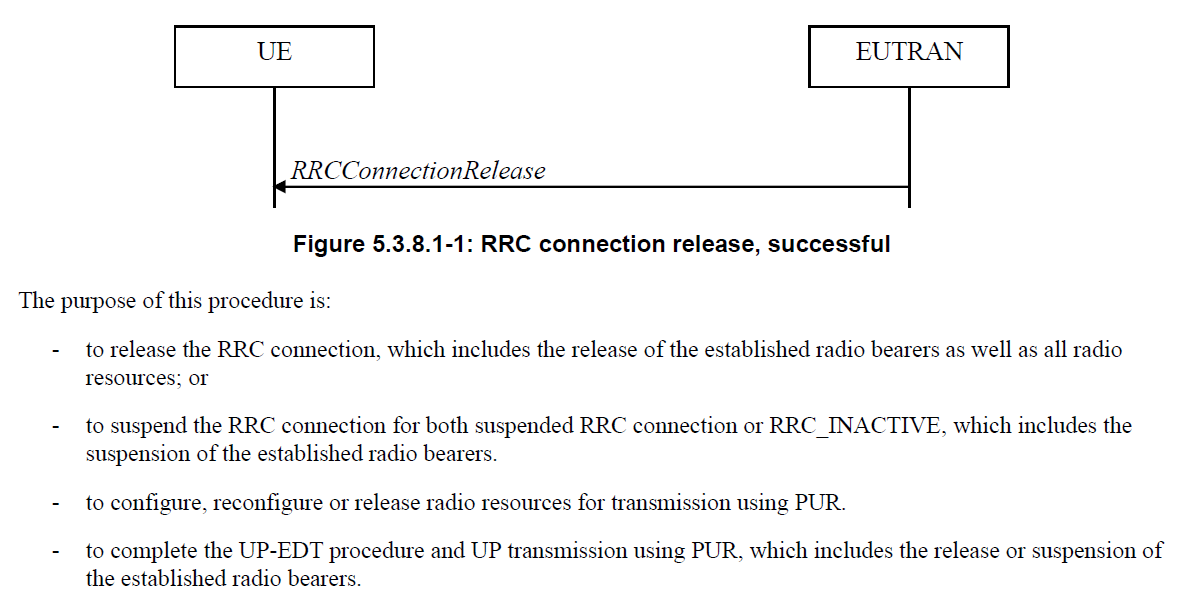 UE
EUTRAN
RRCConnectionRelease
Figure 5.3.8.1-1: RRC connection release, successful
The purpose of this procedure is:
- to release the RRC connection, which includes the release of the established radio bearers as well as all radio
resources; or
- to suspend the RRC connection for both suspended RRC connection or RRC_INACTIVE, which includes the
suspension of the established radio bearers.
- to configure, reconfigure or release radio resources for transmission using PUR.
- to complete the UP-EDT procedure and UP transmission using PUR, which includes the release or suspension of
the established radio bearers.